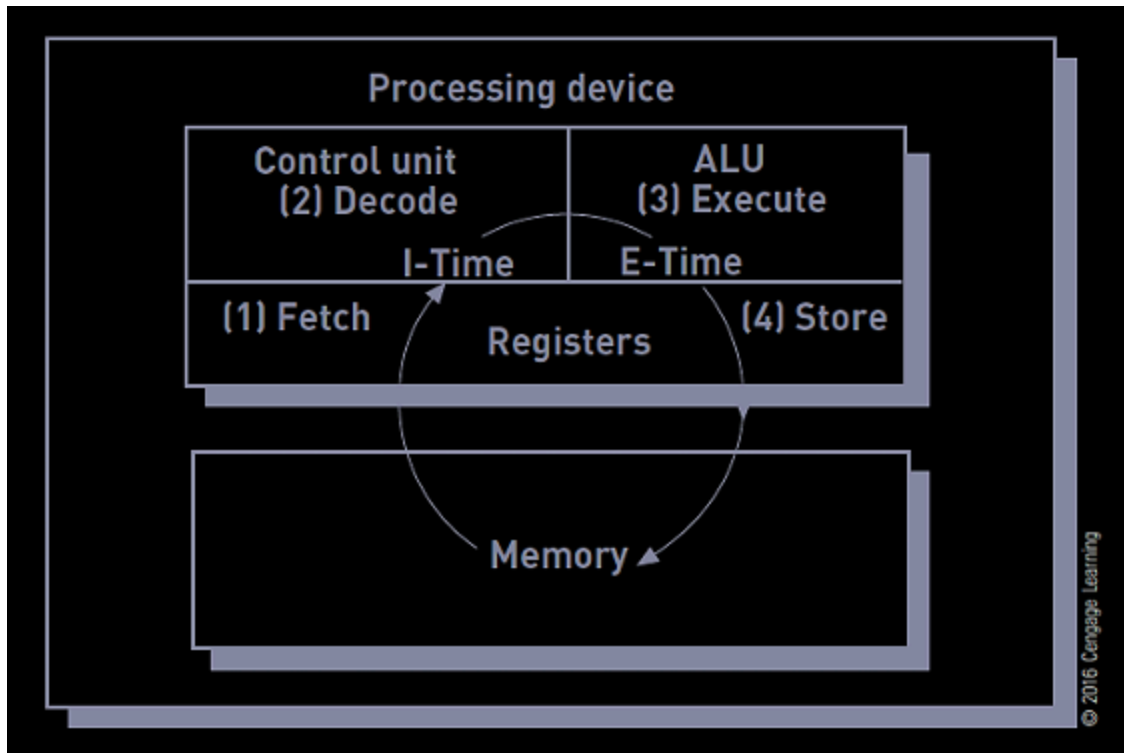 Processing device
Control unit
(2) Decode
I-Time
ALU
(3) Execute
E-Time
(1) Fetch
Registers
(4) Store
Memory
© 2016 Cengage Learning